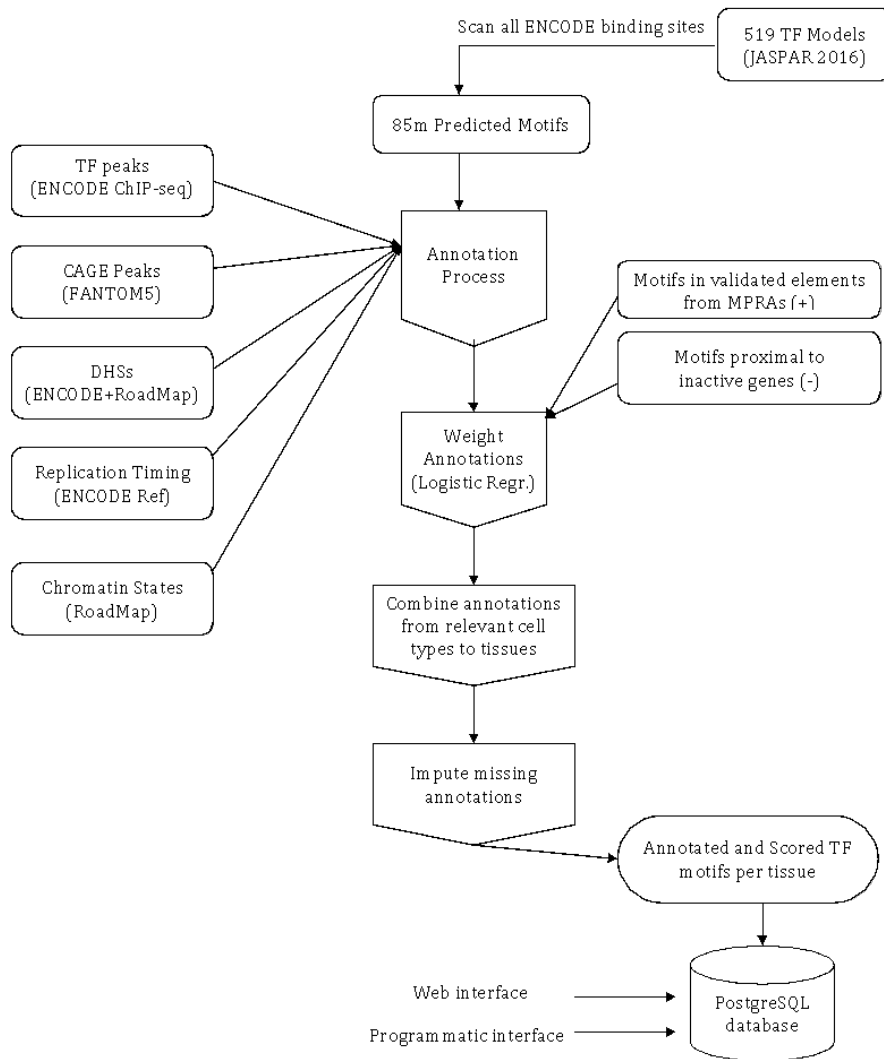 Scan all ENCODE binding sites
519 TF Models
(JASPAR 2016)
85m Predicted Motifs
TF peaks
(ENCODE ChIP-seq)
CAGE Peaks
(FANTOM5)
DHSs
(ENCODE+RoadMap)
Replication Timing
(ENCODE Ref)
Chromatin States
(RoadMap)
Annotation
Process
Motifs in validated elements
from MPRAs (+)
Motifs proximal to
inactive genes (-)
Weight
Annotations
(Logistic Regr.)
Combine annotations
from relevant cell
types to tissues
Impute missing
annotations
Annotated and Scored TF
motifs per tissue
Web interface
Programmatic interface
PostgreSQL
database